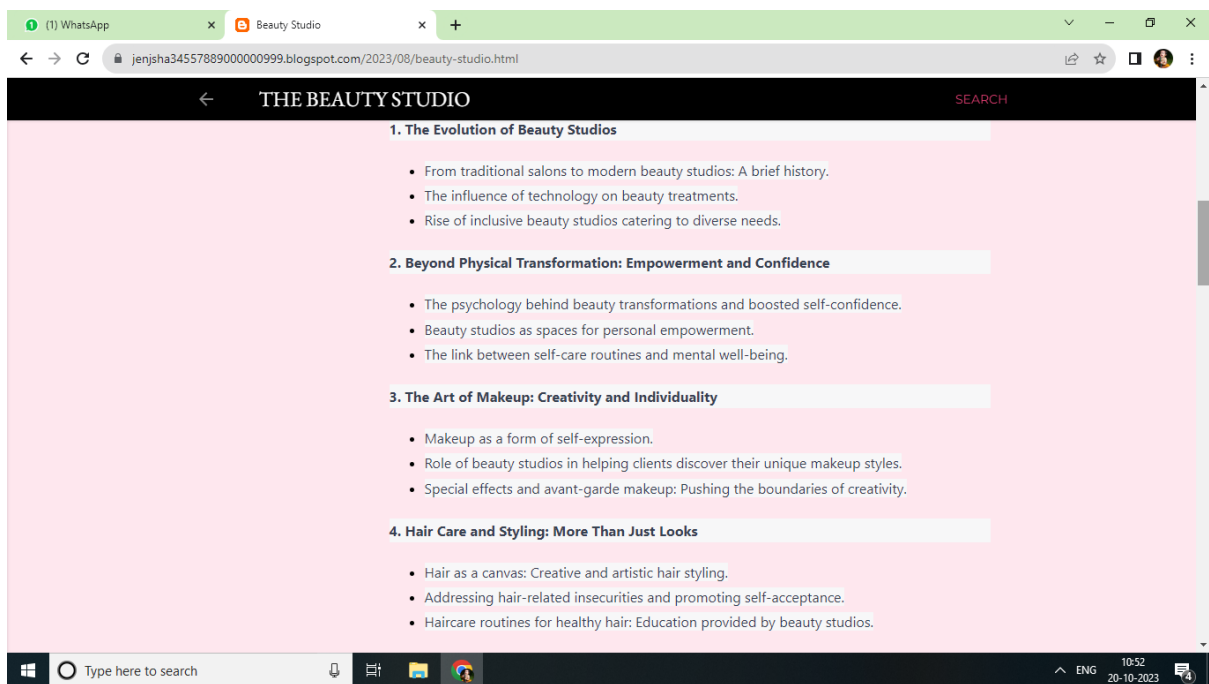 (1) WhatsApp
Beauty Studio
jenjsha34557889000000999.blogspot.com/2023/08/beauty-studio.html
THE BEAUTY STUDIO
SEARCH
1. The Evolution of Beauty Studios
From traditional salons to modern beauty studios: A brief history.
The influence of technology on beauty treatments.
Rise of inclusive beauty studios catering to diverse needs.
2. Beyond Physical Transformation: Empowerment and Confidence
The psychology behind beauty transformations and boosted self-confidence.
Beauty studios as spaces for personal empowerment.
The link between self-care routines and mental well-being.
3. The Art of Makeup: Creativity and Individuality
Makeup as a form of self-expression.
Role of beauty studios in helping clients discover their unique makeup styles.
Special effects and avant-garde makeup: Pushing the boundaries of creativity.
4. Hair Care and Styling: More Than Just Looks
Hair as a canvas: Creative and artistic hair styling.
Addressing hair-related insecurities and promoting self-acceptance.
Haircare routines for healthy hair: Education provided by beauty studios.
Type here to search
ENG
10:52
20-10-2023
4